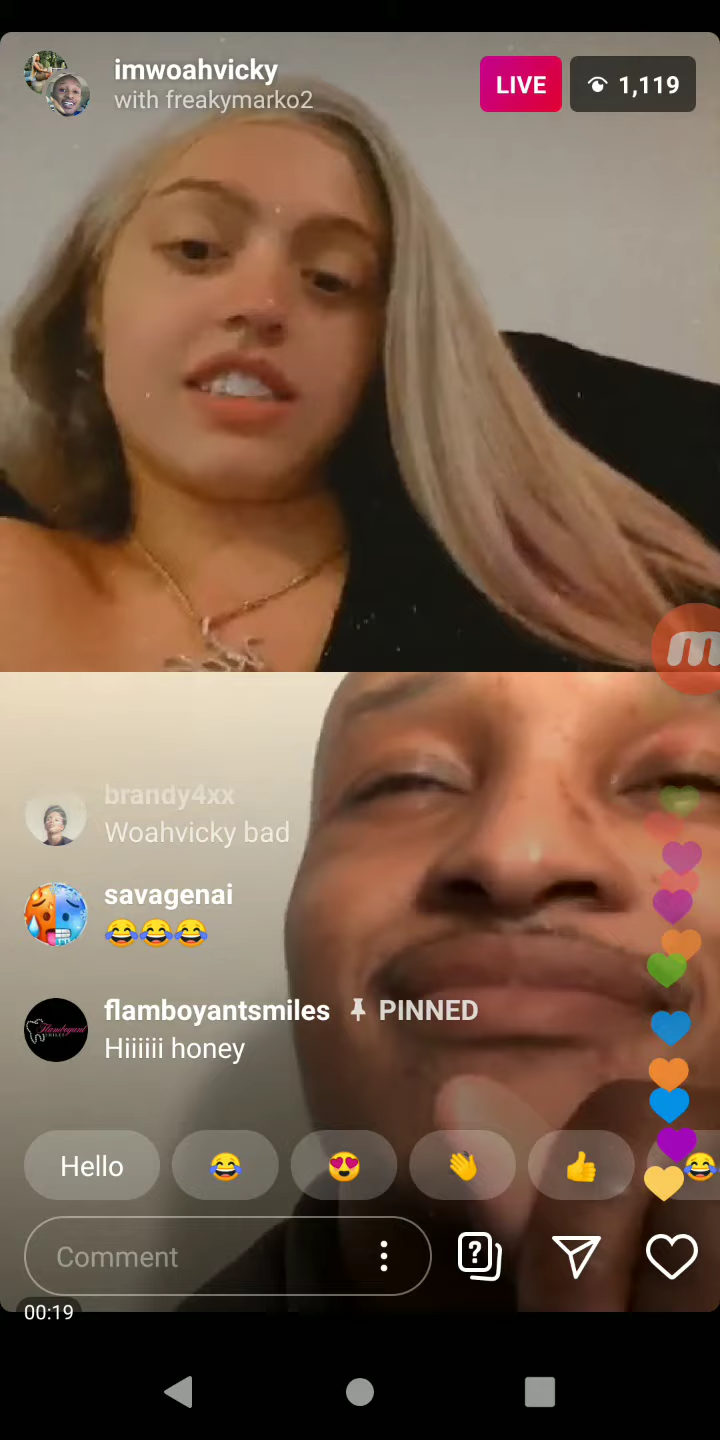 imwoahvicky
with freakymarko2
LIVE
1,119
brandy4xx
Woahvicky bad
savagenai
😂😂😂
flamboyantsmiles PINNED
Hiiiiii honey
Hello
Comment
00:19